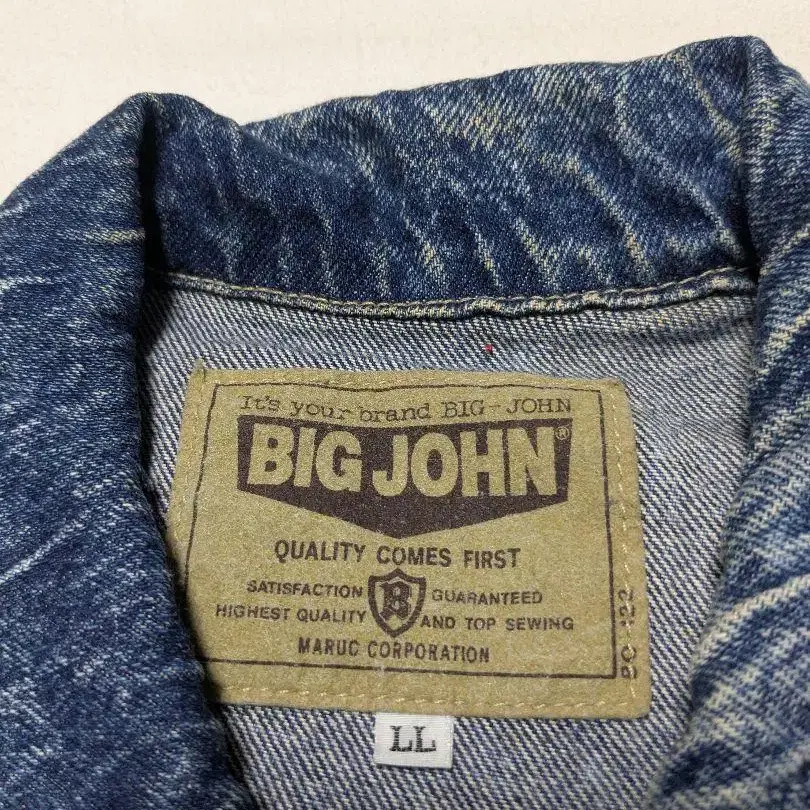 It's your brand BIG-JOHN
BIG JOHN®
QUALITY COMES FIRST
SATISFACTION B GUARANTEED
HIGHEST QUALITY AND TOP SEWING
MARUC CORPORATION
LL